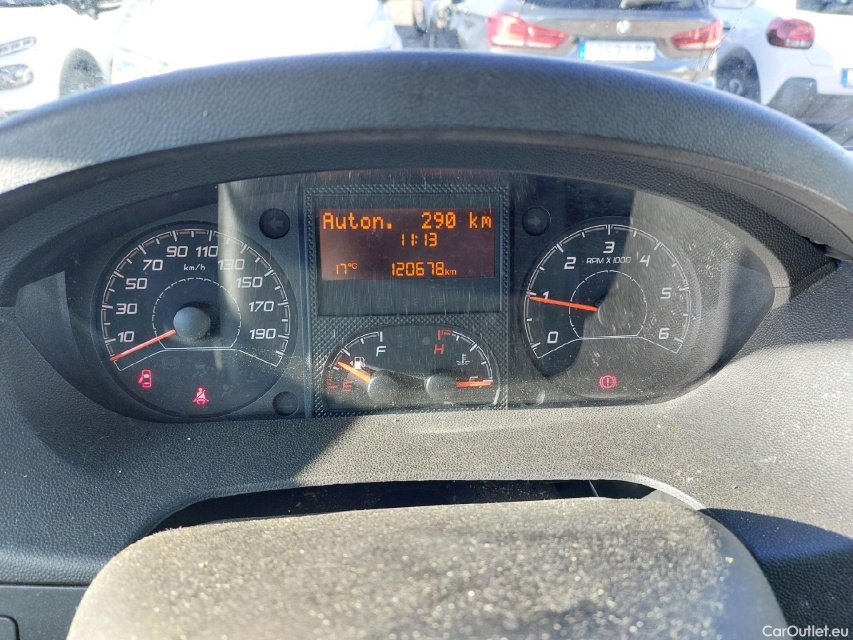 Auton. 290 km
11:13
17°C 120678km
10 30 50 70 90 110 130 150 170 190
km/h
F
H
0 1 2 3 4 5 6
RPM X 1000
CarOutlet.eu